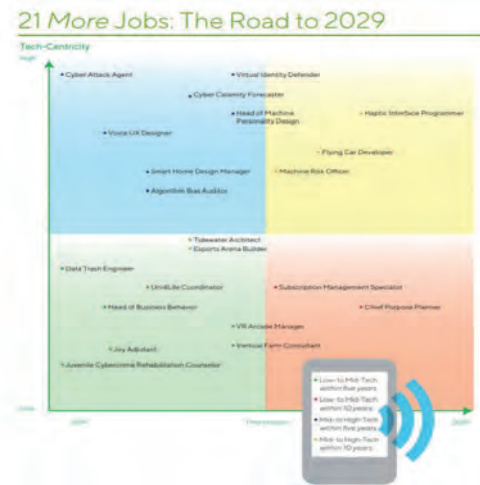 21 More Jobs: The Road to 2029
Tech-Centricity
High
Cyber Attack Agent
Virtual Identity Defender
Cyber Calamity Forecaster
Head of Machine
Personality Design
Haptic Interface Programmer
Voice UX Designer
Flying Car Developer
Smart Home Design Manager
Machine Risk Officer
Algorithm Bias Auditor
Tidewater Architect
Esports Arena Builder
Data Trash Engineer
Uni4Life Coordinator
Subscription Management Specialist
Head of Business Behavior
Chief Purpose Planner
VR Arcade Manager
Joy Adjutant
Vertical Farm Consultant
Juvenile Cybercrime Rehabilitation Counselor
Low- to Mid-Tech
within five years
Low- to Mid-Tech
within 10 years
Mid- to High-Tech
within five years
Mid- to High-Tech
within 10 years